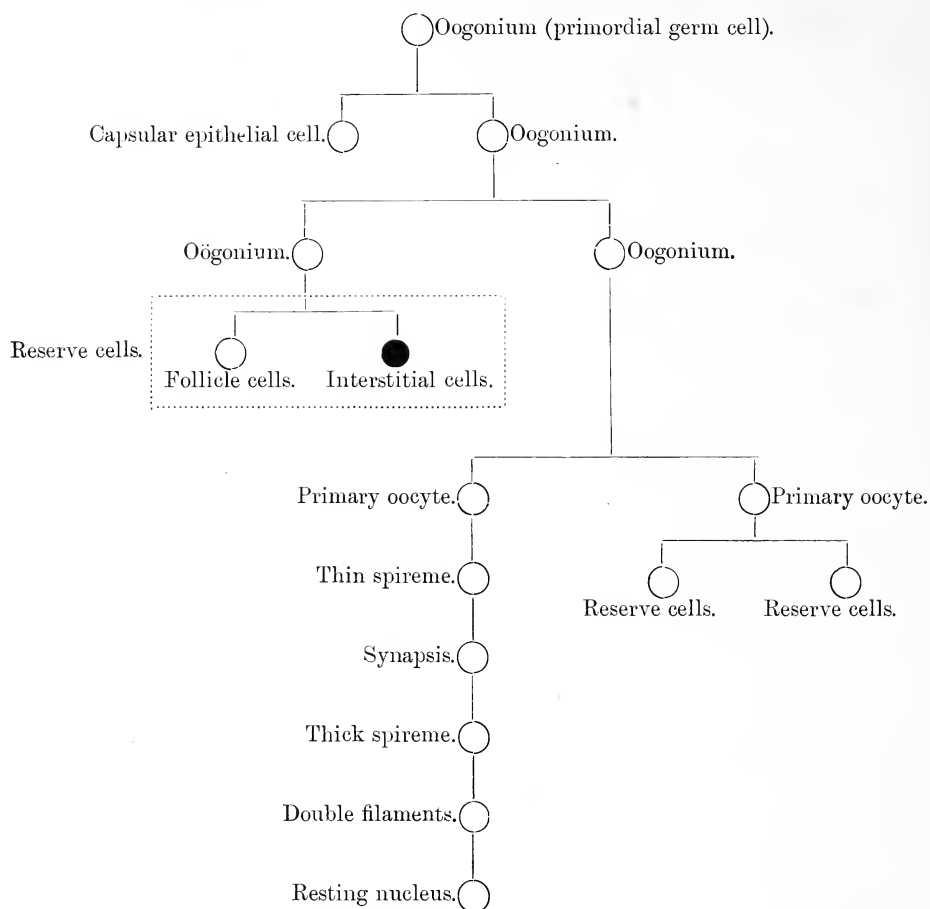 Oogonium (primordial germ cell).
Capsular epithelial cell. Oogonium.
Oögonium. Oogonium.
Reserve cells.
Follicle cells. Interstitial cells.
Primary oocyte. Primary oocyte.
Thin spireme.
Reserve cells. Reserve cells.
Synapsis.
Thick spireme.
Double filaments.
Resting nucleus.